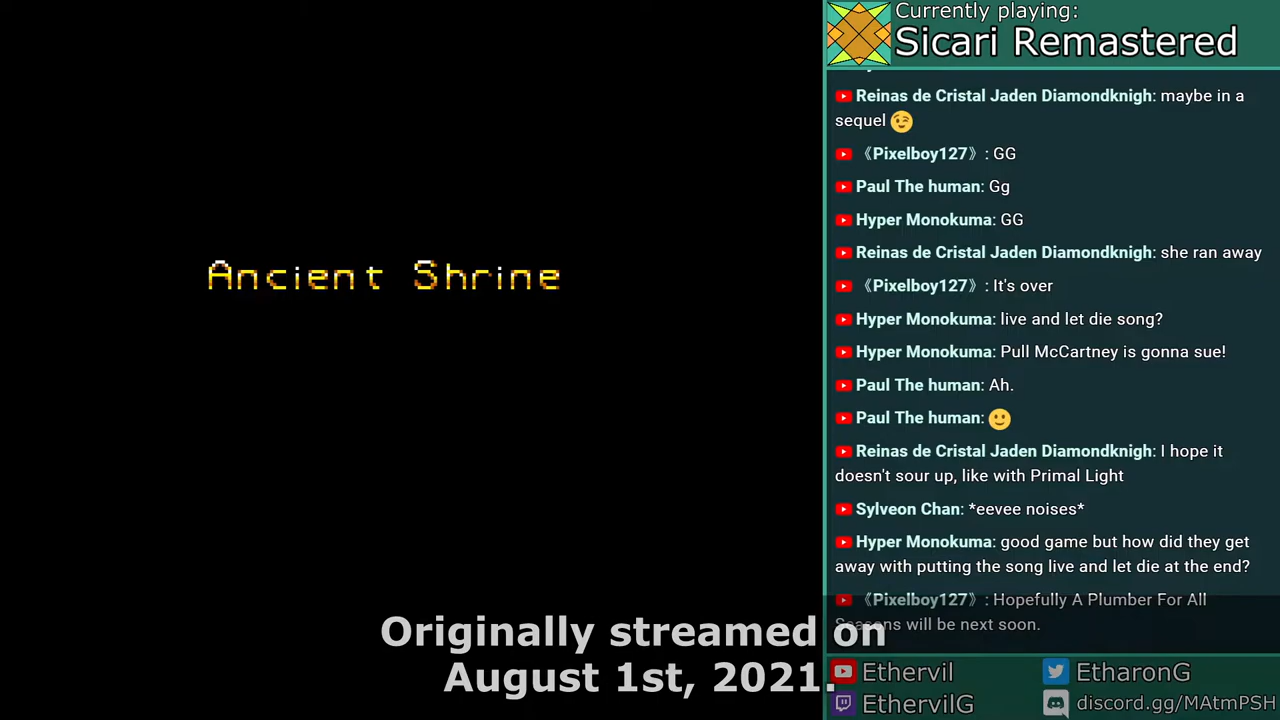 Currently playing:
Sicari Remastered
Reinas de Cristal Jaden Diamondknigh: maybe in a
sequel 😉
《Pixelboy127》: GG
Paul The human: Gg
Hyper Monokuma: GG
Reinas de Cristal Jaden Diamondknigh: she ran away
《Pixelboy127》: It's over
Hyper Monokuma: live and let die song?
Hyper Monokuma: Pull McCartney is gonna sue!
Paul The human: Ah.
Paul The human: 🙂
Reinas de Cristal Jaden Diamondknigh: I hope it
doesn't sour up, like with Primal Light
Sylveon Chan: *eevee noises*
Hyper Monokuma: good game but how did they get
away with putting the song live and let die at the end?
《Pixelboy127》: Hopefully A Plumber For All
Seasons will be next soon.
Ancient Shrine
Originally streamed on
August 1st, 2021.
Ethervil
EtharonG
EthervilG
discord.gg/MAtmPSH